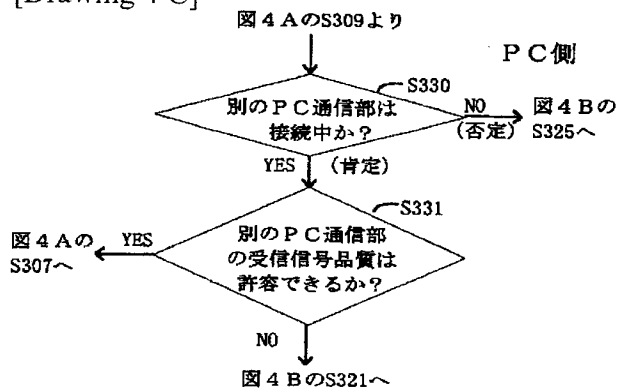 [Drawing 4 C]
図4AのS309より
PC側
S330
別のPC通信部は
接続中か?
NO
(否定)
図4Bの
S325へ
YES (肯定)
S331
別のPC通信部
の受信信号品質は
許容できるか?
YES
図4Aの
S307へ
NO
図4BのS321へ